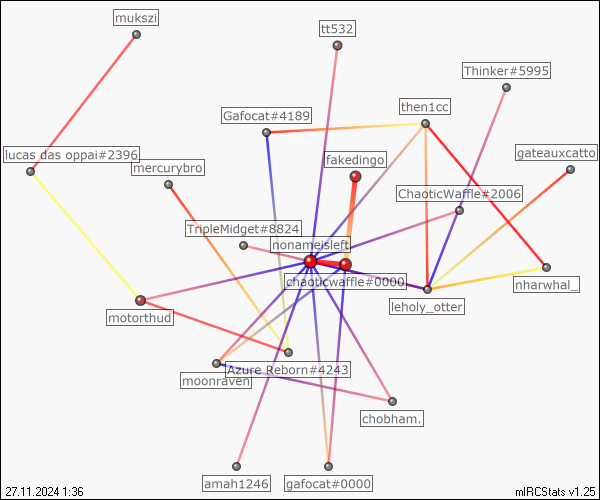 mukszi
tt532
Thinker#5995
then1cc
Gafocat#4189
lucas das oppai#2396
fakedingo
gateauxcatto
mercurybro
ChaoticWaffle#2006
TripleMidget#8824
nonameisleft
chaoticwaffle#0000
nharwhal_
leholy_otter
motorthud
Azure Reborn#4243
moonraven
chobham.
amah1246
gafocat#0000
27.11.2024 1:36
mIRCStats v1.25